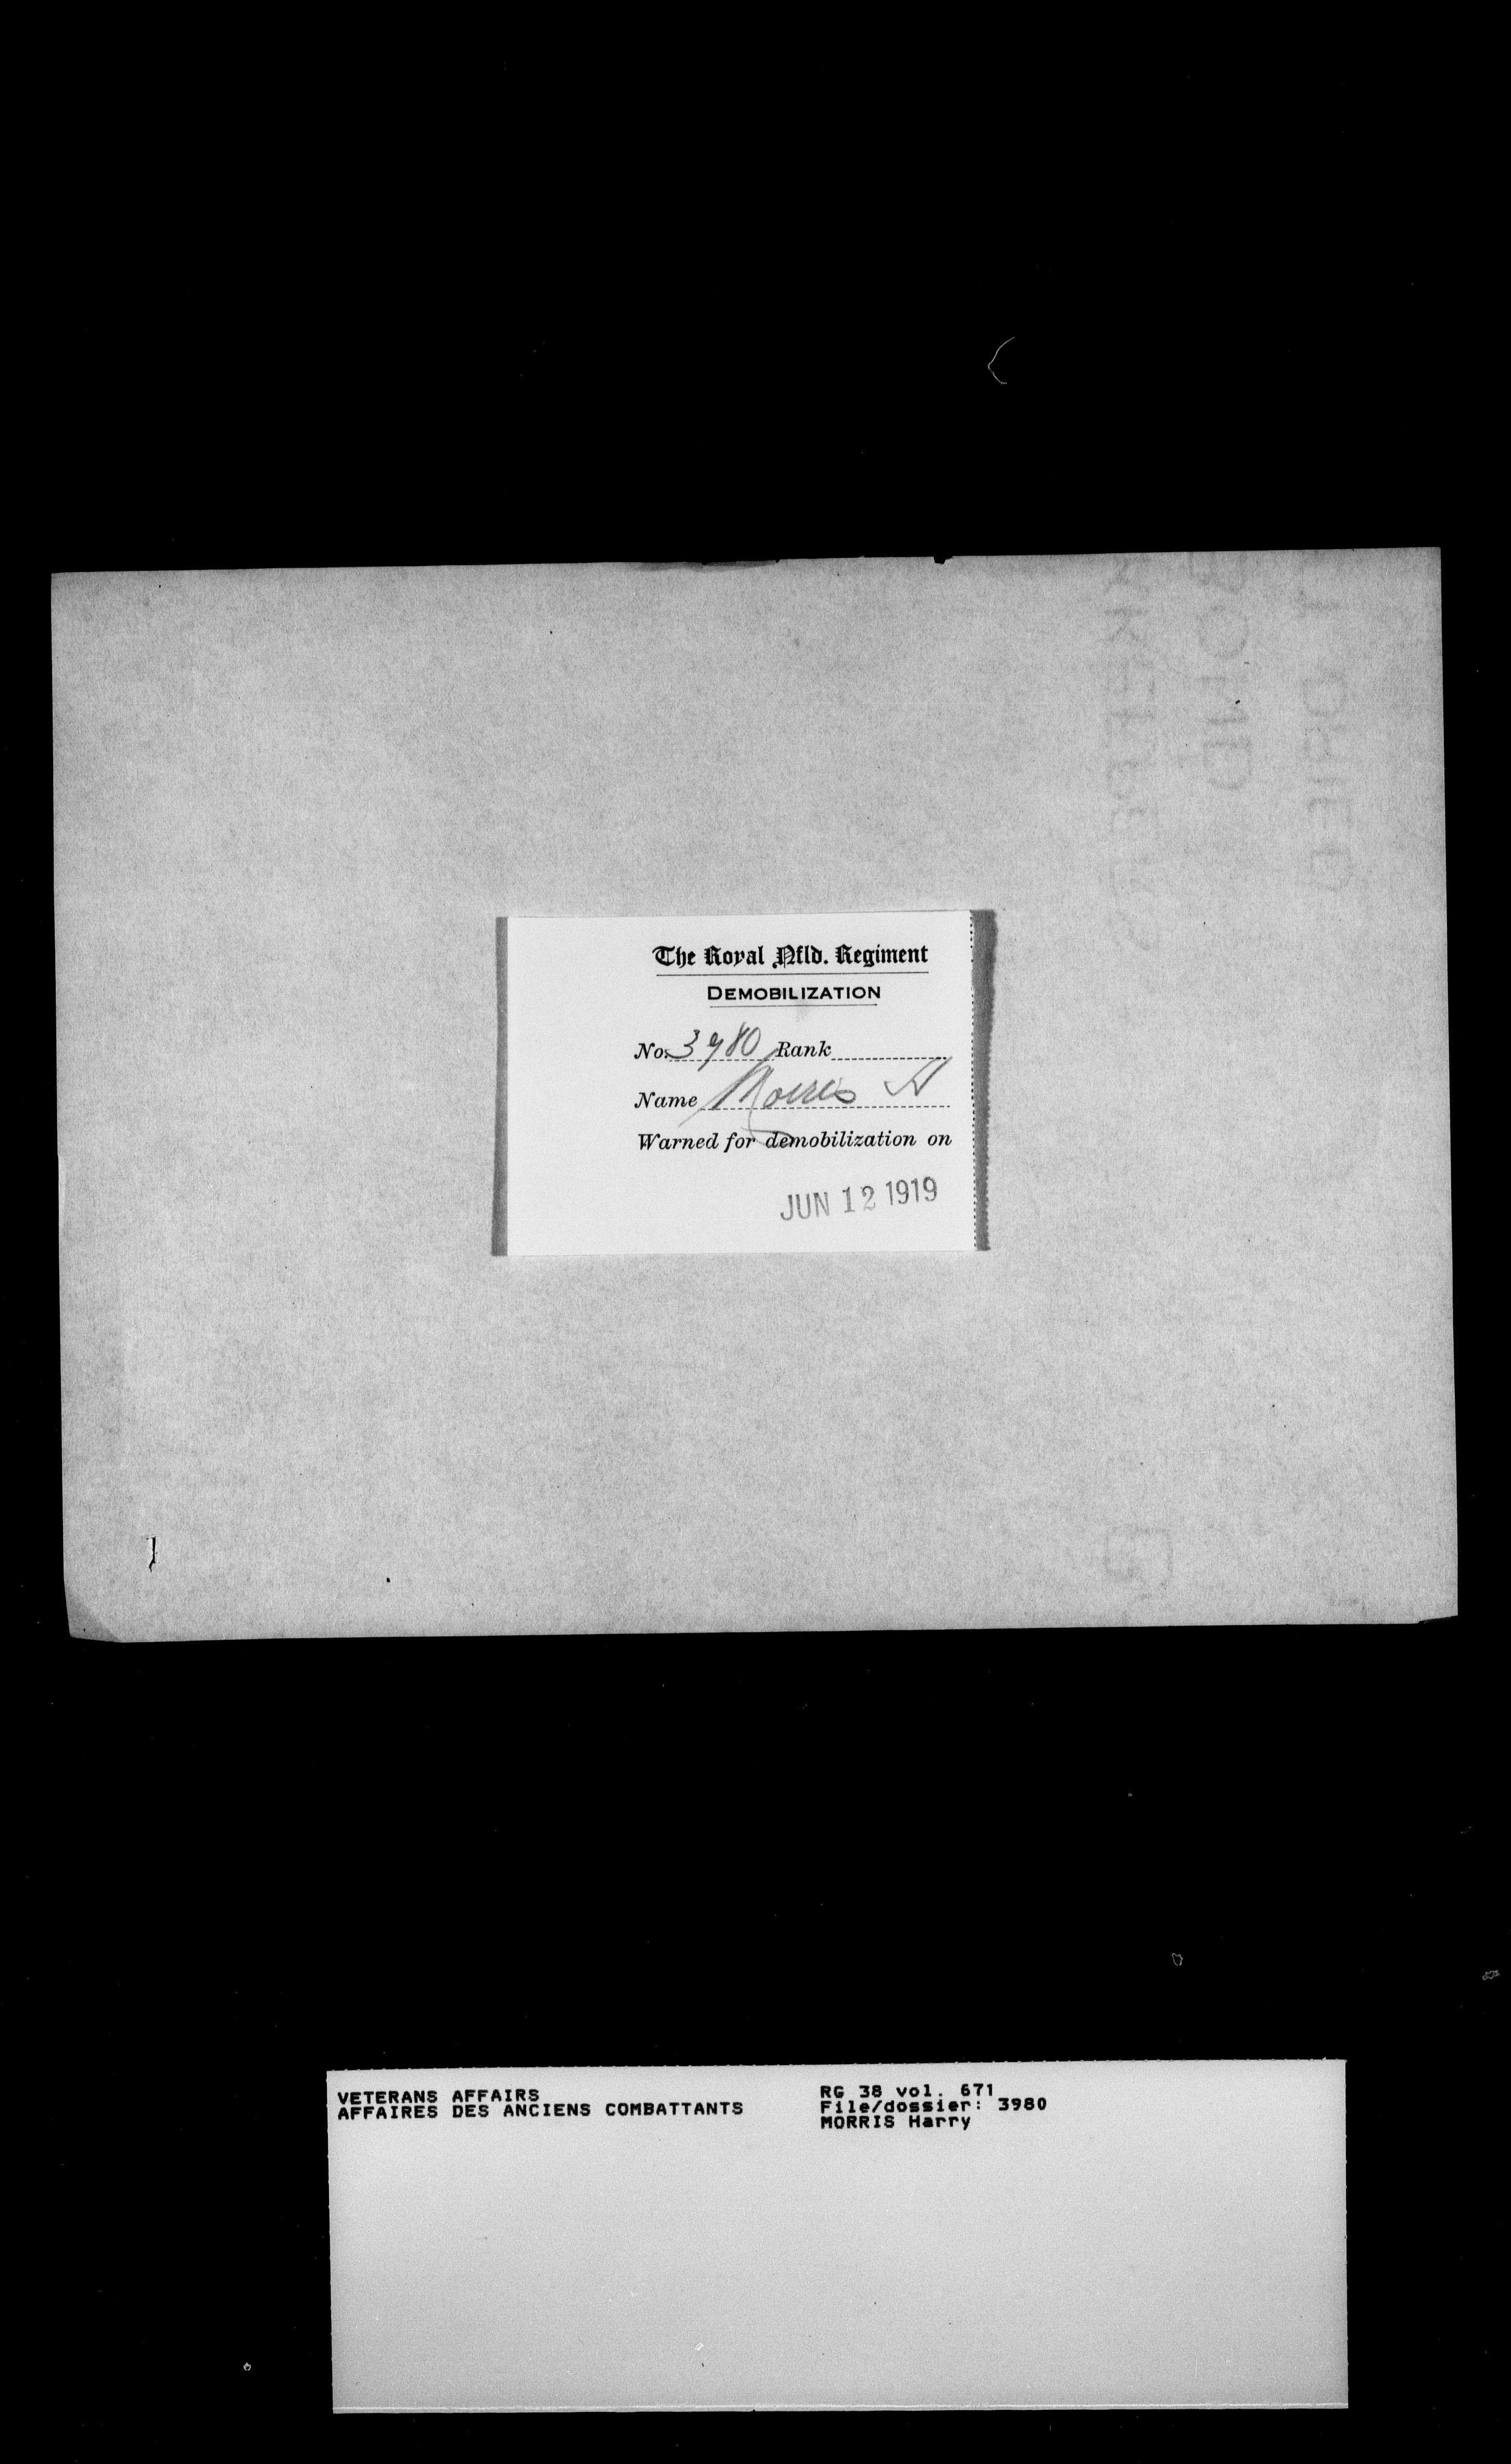 The Royal Nfld. Regiment
DEMOBILIZATION
No. 3980 Rank
Name Morris H
Warned for demobilization on
JUN 12 1919
VETERANS AFFAIRS
AFFAIRES DES ANCIENS COMBATTANTS
RG 38 vol. 671
File/dossier: 3980
MORRIS Harry